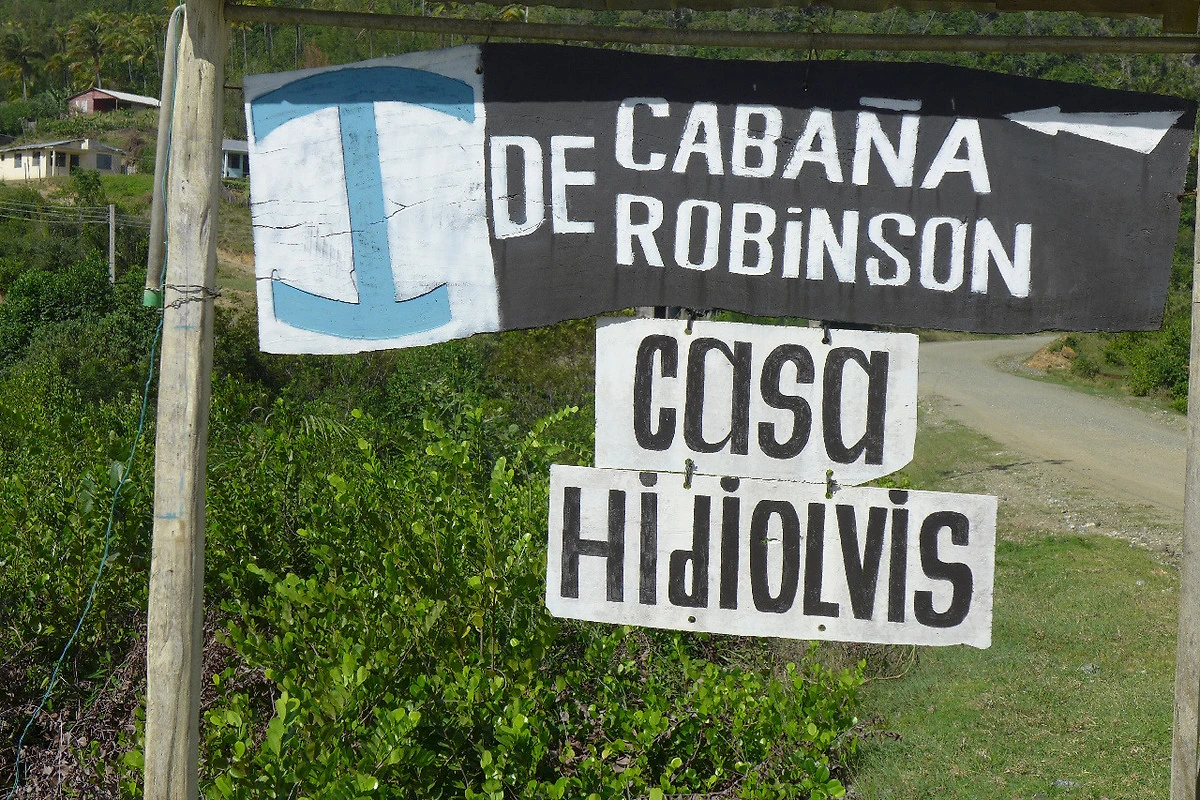 CABAÑA
DE
ROBiNSON
casa
HidiOLViS